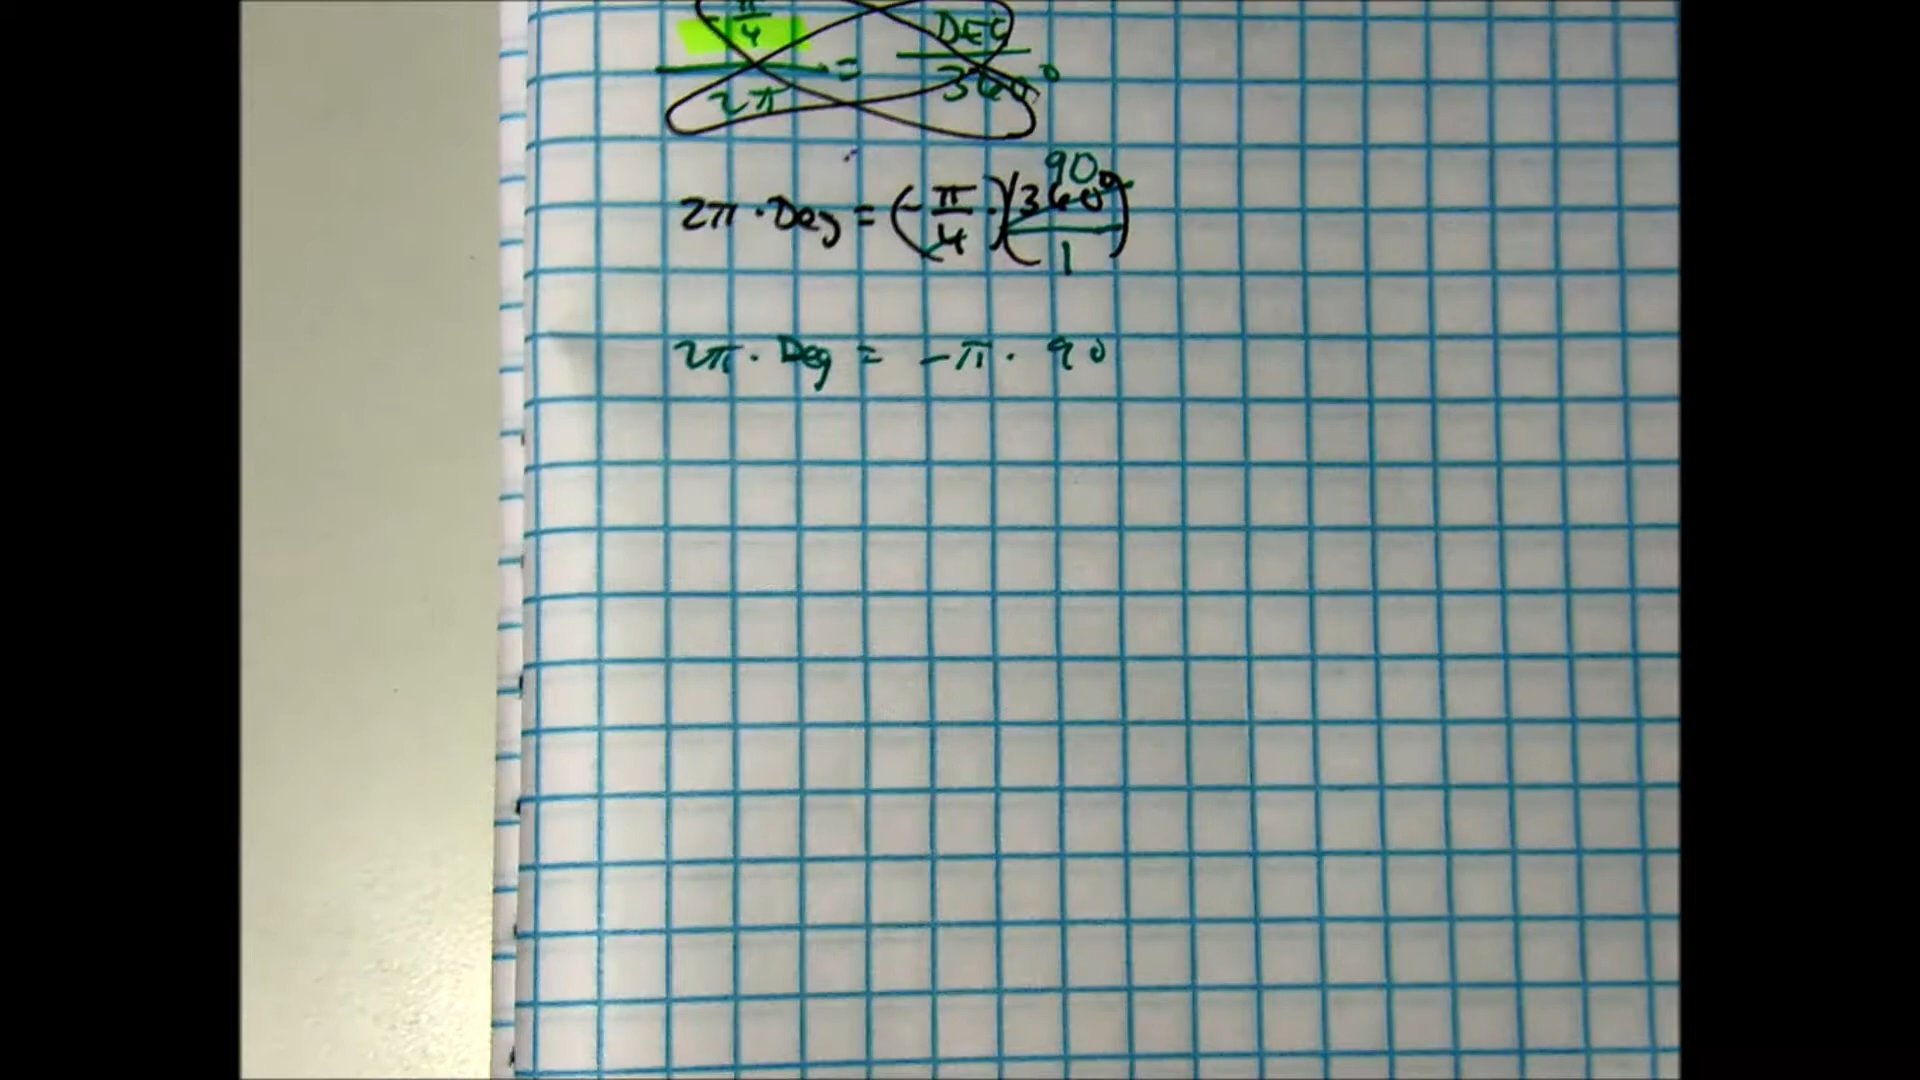 -π/4 / 2π = DEG / 360°
2π · Deg = (-π/4 ·)(360°/1) 90
2π · Deg = -π · 90